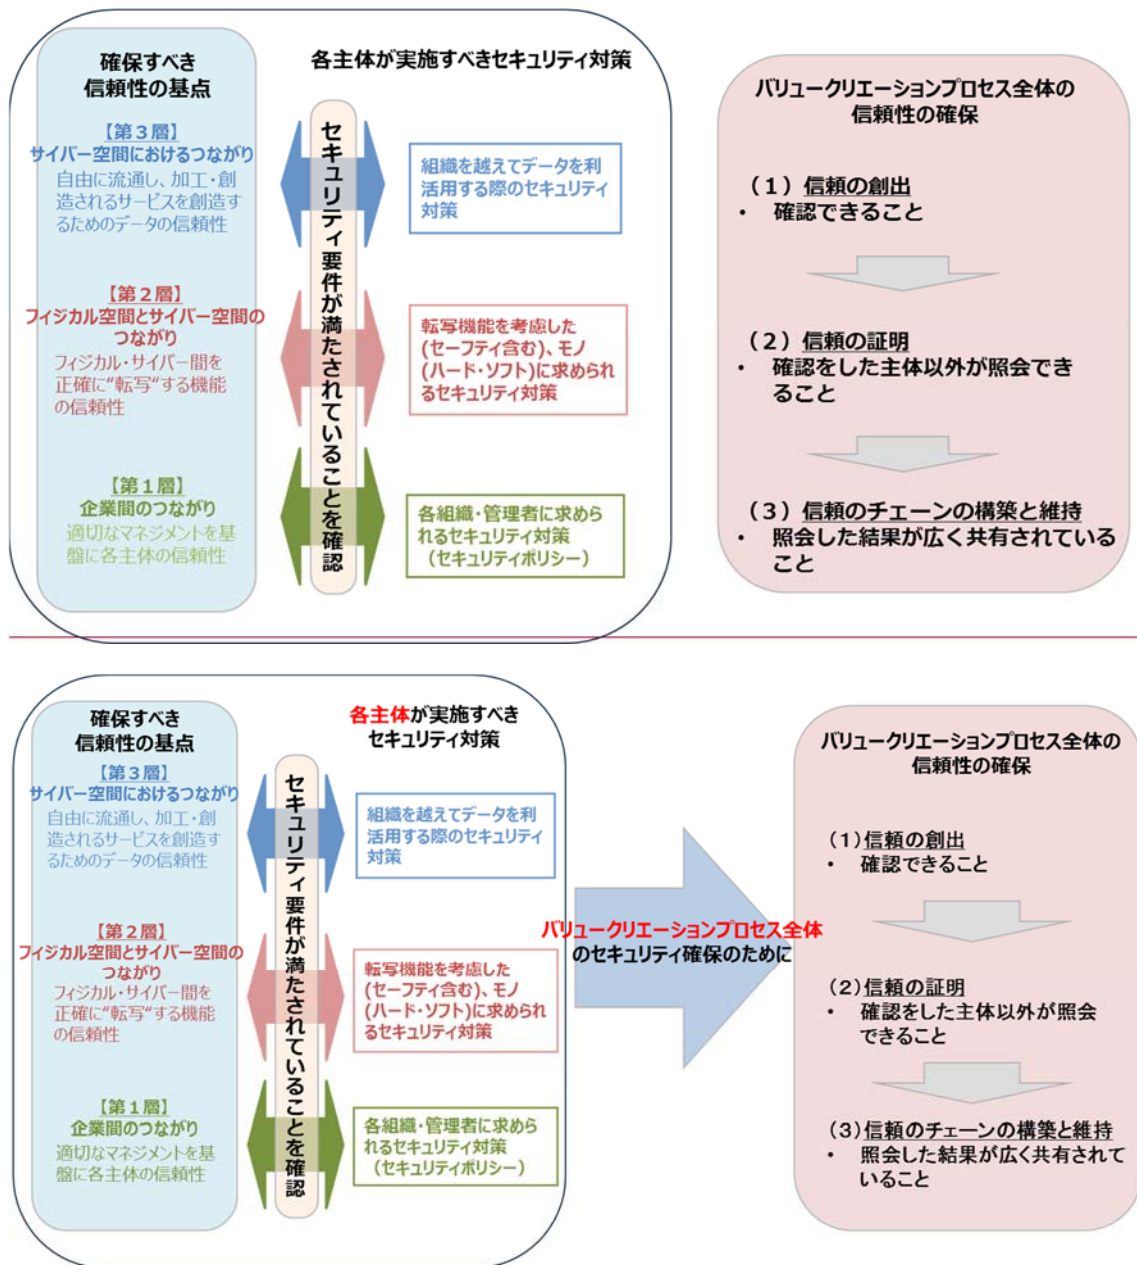 確保すべき
信頼性の基点
【第３層】
サイバー空間におけるつながり
自由に流通し、加工・創
造されるサービスを創造す
るためのデータの信頼性
【第２層】
フィジカル空間とサイバー空間の
つながり
フィジカル・サイバー間を
正確に“転写“する機能
の信頼性
【第１層】
企業間のつながり
適切なマネジメントを基
盤に各主体の信頼性
各主体が実施すべきセキュリティ対策
セキュリティ要件が満たされていることを確認
組織を越えてデータを利
活用する際のセキュリティ
対策
転写機能を考慮した
(セーフティ含む)、モノ
(ハード・ソフト)に求められ
るセキュリティ対策
各組織・管理者に求めら
れるセキュリティ対策
（セキュリティポリシー）
バリュークリエーションプロセス全体の
信頼性の確保
（１）信頼の創出
・ 確認できること
（２）信頼の証明
・ 確認をした主体以外が照会でき
ること
（３）信頼のチェーンの構築と維持
・ 照会した結果が広く共有されている
こと
確保すべき
信頼性の基点
【第３層】
サイバー空間におけるつながり
自由に流通し、加工・創
造されるサービスを創造す
るためのデータの信頼性
【第２層】
フィジカル空間とサイバー空間の
つながり
フィジカル・サイバー間を
正確に“転写“する機能
の信頼性
【第１層】
企業間のつながり
適切なマネジメントを基
盤に各主体の信頼性
各主体が実施すべき
セキュリティ対策
セキュリティ要件が満たされていることを確認
組織を越えてデータを利
活用する際のセキュリティ
対策
転写機能を考慮した
(セーフティ含む)、モノ
(ハード・ソフト)に求められ
るセキュリティ対策
各組織・管理者に求めら
れるセキュリティ対策
（セキュリティポリシー）
バリュークリエーションプロセス全体
のセキュリティ確保のために
バリュークリエーションプロセス全体の
信頼性の確保
（１）信頼の創出
・ 確認できること
（２）信頼の証明
・ 確認をした主体以外が照会
できること
（３）信頼のチェーンの構築と維持
・ 照会した結果が広く共有されて
いること